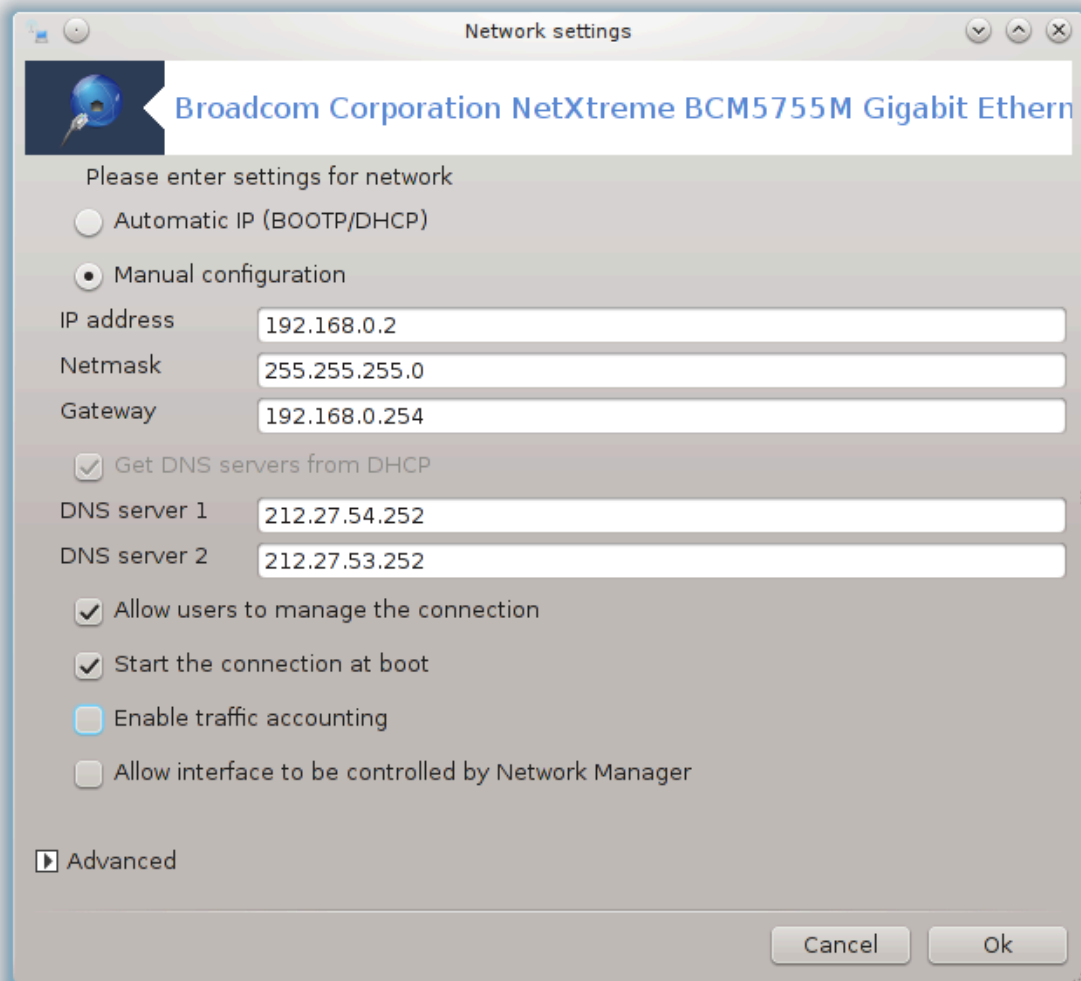 Network settings
Broadcom Corporation NetXtreme BCM5755M Gigabit Ethern
Please enter settings for network
Automatic IP (BOOTP/DHCP)
Manual configuration
IP address 192.168.0.2
Netmask 255.255.255.0
Gateway 192.168.0.254
Get DNS servers from DHCP
DNS server 1 212.27.54.252
DNS server 2 212.27.53.252
Allow users to manage the connection
Start the connection at boot
Enable traffic accounting
Allow interface to be controlled by Network Manager
Advanced
Cancel Ok